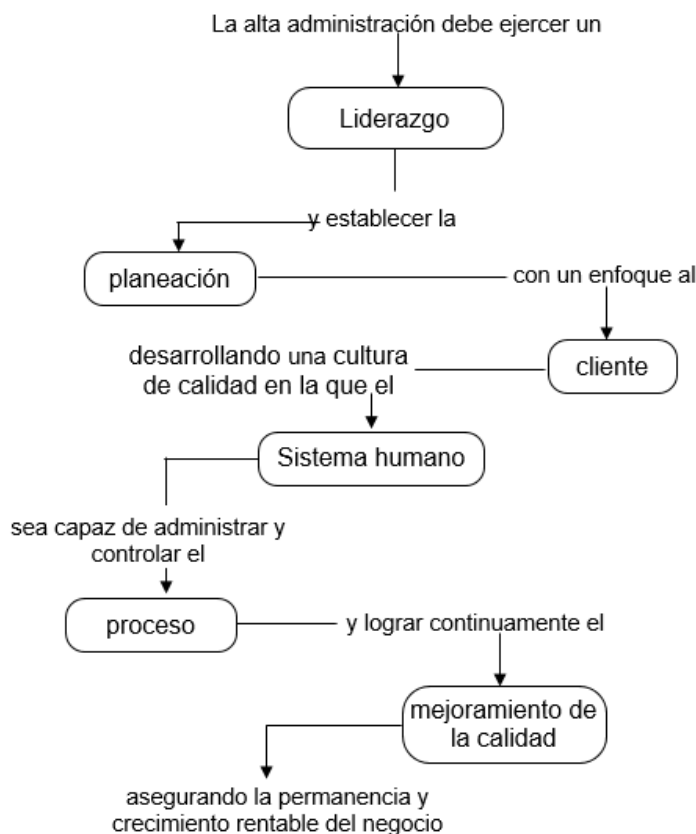 La alta administración debe ejercer un
Liderazgo
y establecer la
planeación
con un enfoque al
cliente
desarrollando una cultura
de calidad en la que el
Sistema humano
sea capaz de administrar y
controlar el
proceso
y lograr continuamente el
mejoramiento de
la calidad
asegurando la permanencia y
crecimiento rentable del negocio